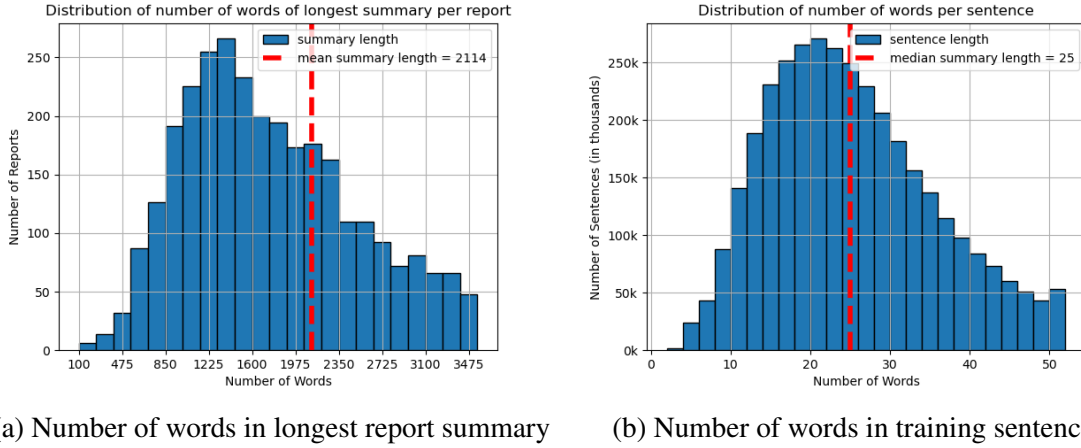 Distribution of number of words of longest summary per report
summary length
mean summary length = 2114
250
200
150
100
50
0
Number of Reports
100 475 850 1225 1600 1975 2350 2725 3100 3475
Number of Words
(a) Number of words in longest report summary
Distribution of number of words per sentence
sentence length
median summary length = 25
250k
200k
150k
100k
50k
0k
Number of Sentences (in thousands)
0 10 20 30 40 50
Number of Words
(b) Number of words in training